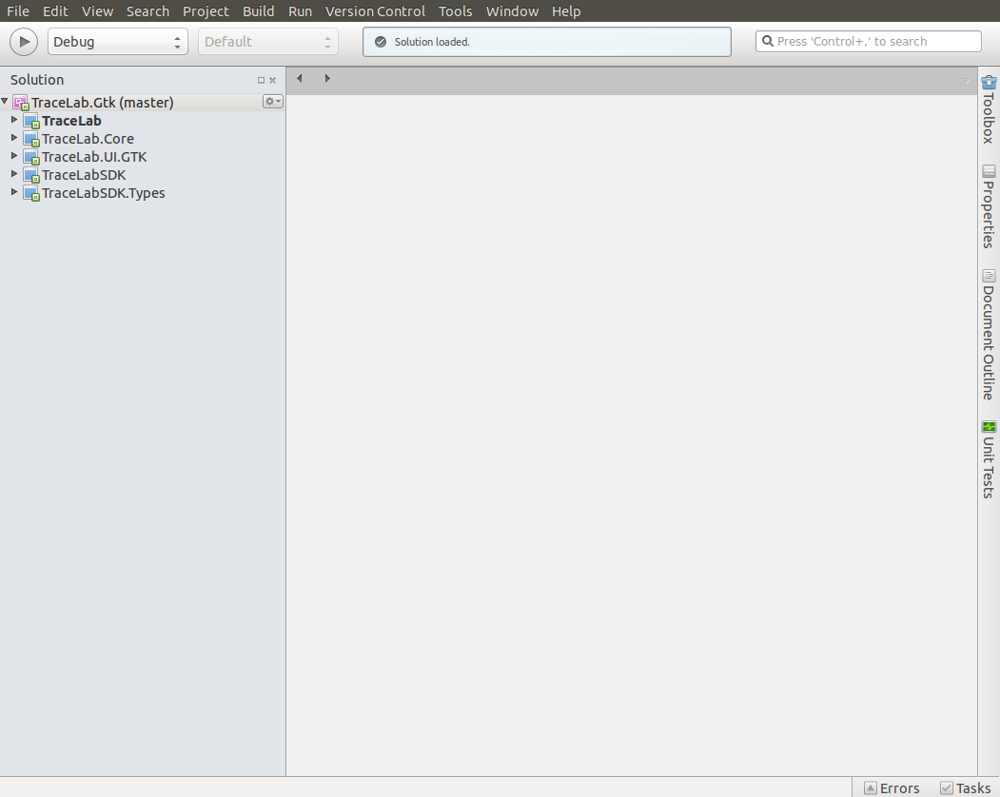 File Edit View Search Project Build Run Version Control Tools Window Help
Debug Default Solution loaded. Press 'Control+,' to search
Solution
TraceLab.Gtk (master)
TraceLab
TraceLab.Core
TraceLab.UI.GTK
TraceLabSDK
TraceLabSDK.Types
Toolbox
Properties
Document Outline
Unit Tests
Errors Tasks